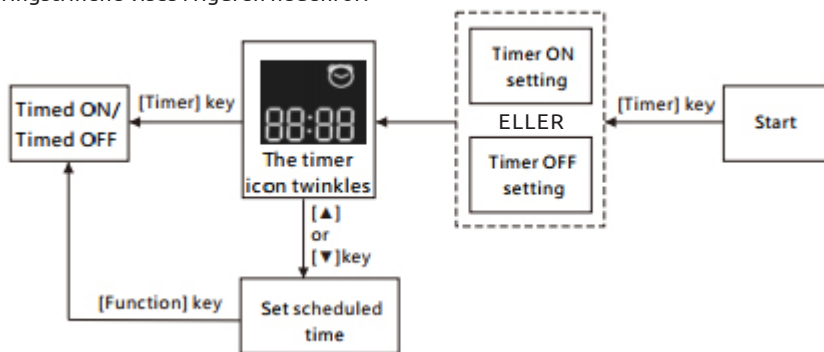 Timer ON
setting
[Timer] key
[Timer] key
Timed ON/
Timed OFF
88:88
ELLER
Start
The timer
icon twinkles
Timer OFF
setting
[▲]
or
[▼]key
[Function] key
Set scheduled
time